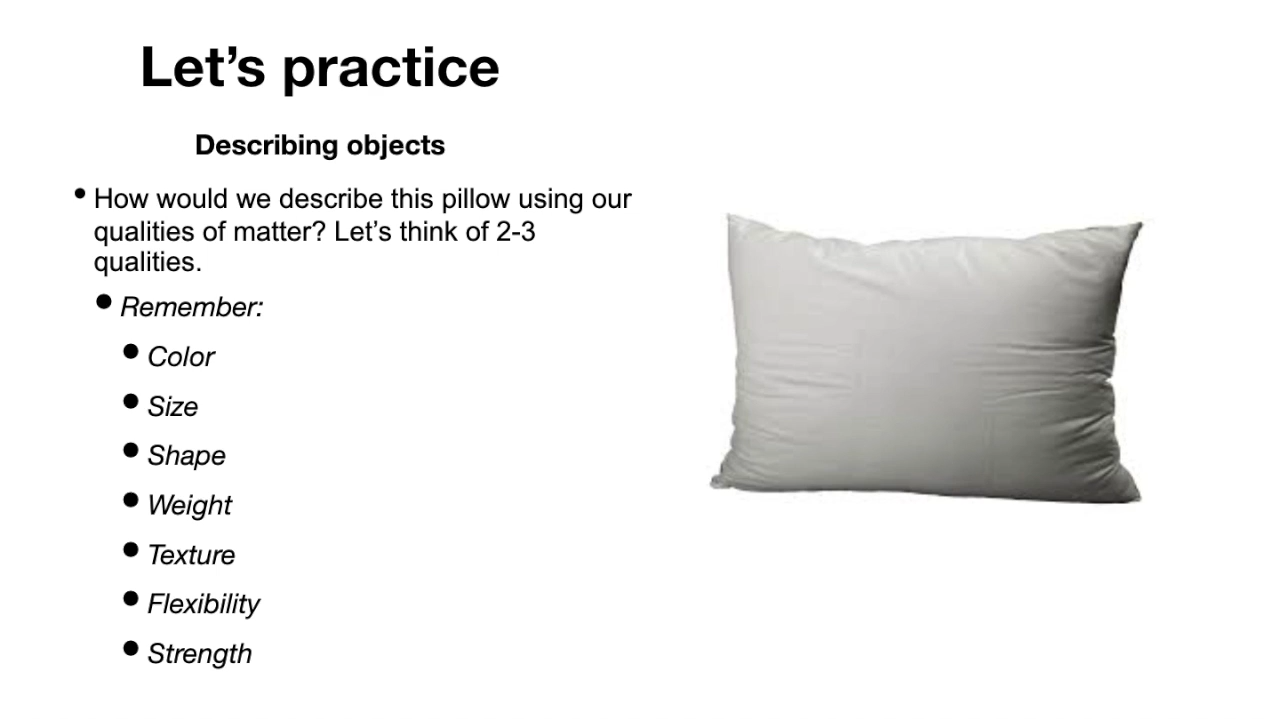 Let’s practice
Describing objects
• How would we describe this pillow using our
qualities of matter? Let’s think of 2-3
qualities.
• Remember:
• Color
• Size
• Shape
• Weight
• Texture
• Flexibility
• Strength